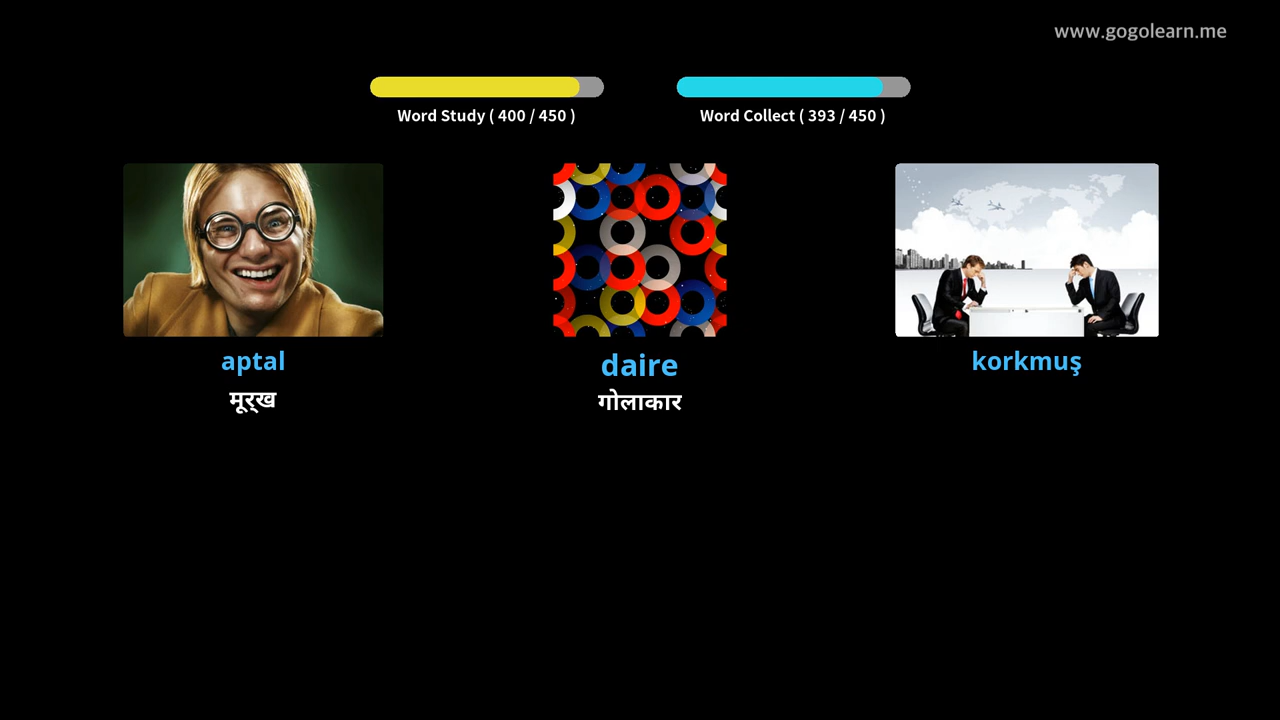 www.gogolearn.me
Word Study ( 400 / 450 )
Word Collect ( 393 / 450 )
aptal
daire
korkmuş
मूर्ख
गोलाकार